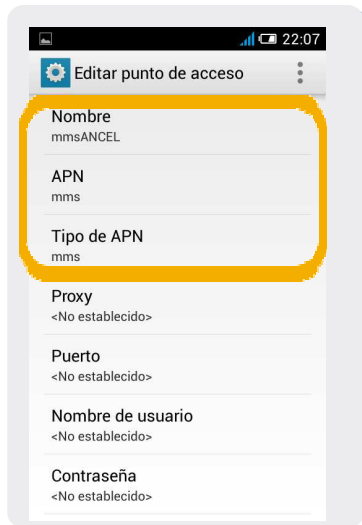 22:07
Editar punto de acceso
Nombre
mmsANCEL
APN
mms
Tipo de APN
mms
Proxy
<No establecido>
Puerto
<No establecido>
Nombre de usuario
<No establecido>
Contraseña
<No establecido>